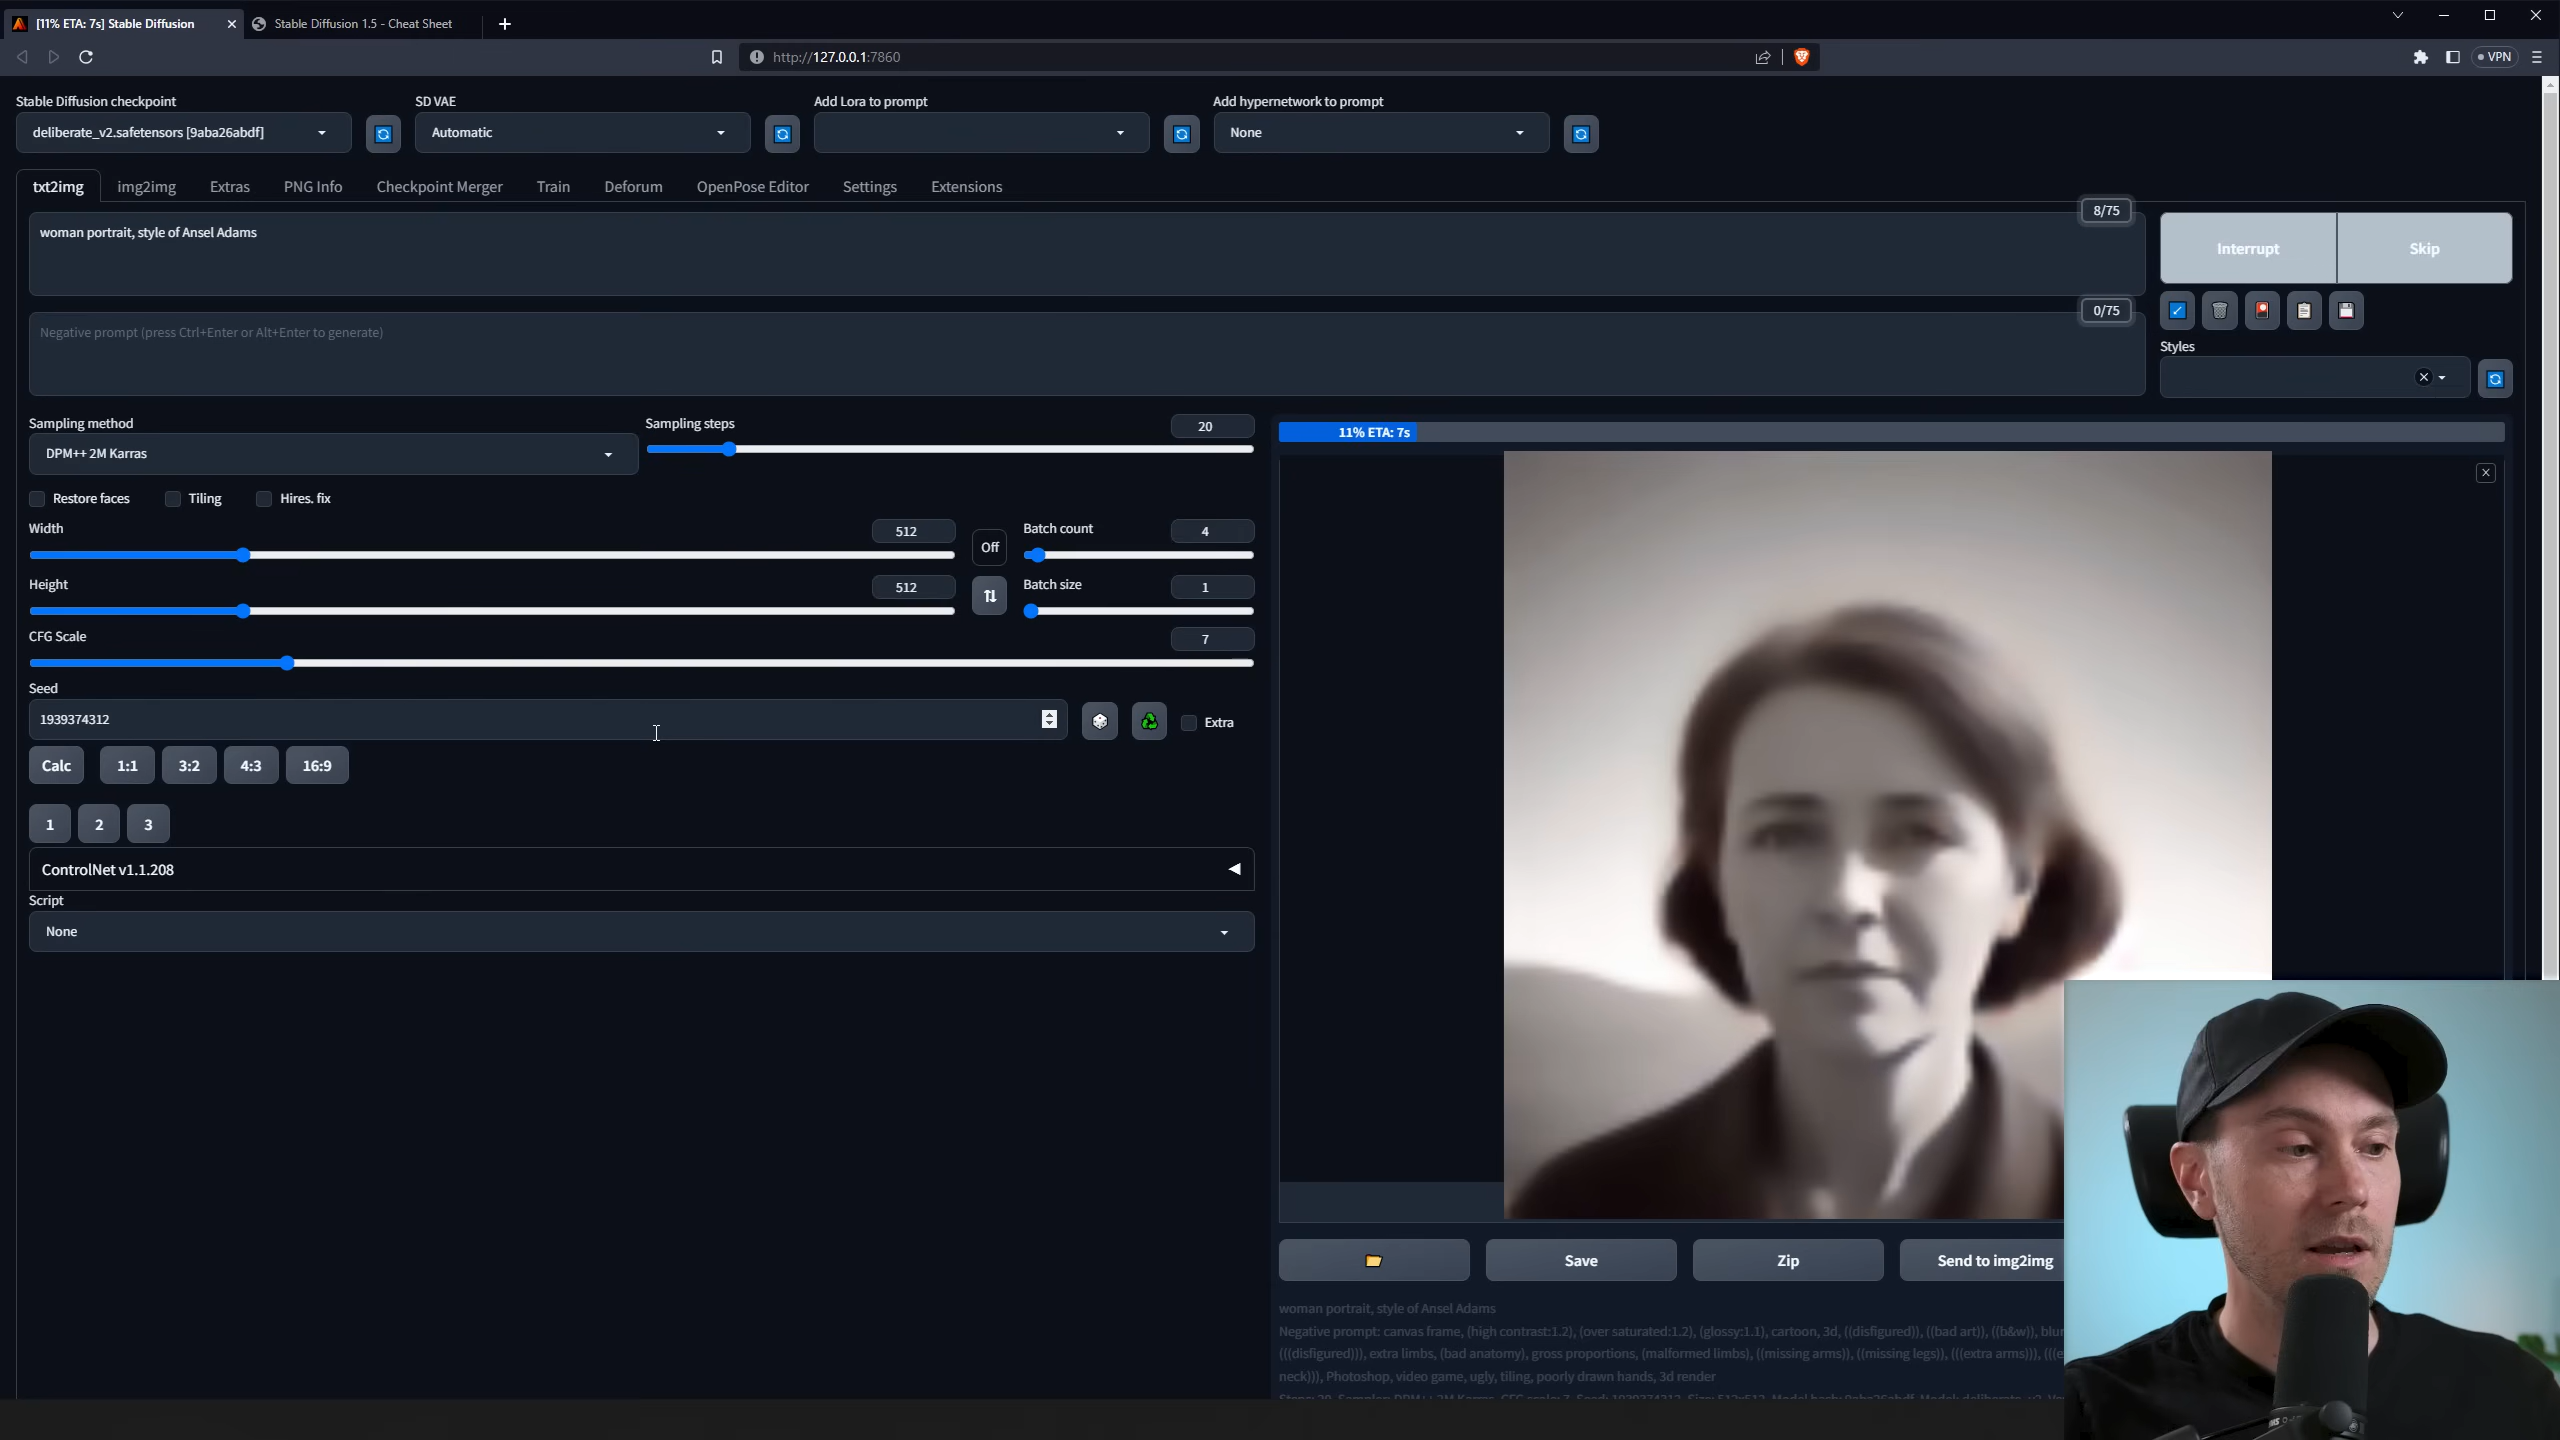 [11% ETA: 7s] Stable Diffusion
Stable Diffusion 1.5 - Cheat Sheet
http://127.0.0.1:7860
VPN
Stable Diffusion checkpoint
SD VAE
Add Lora to prompt
Add hypernetwork to prompt
deliberate_v2.safetensors [9aba26abdf]
Automatic
None
txt2img
img2img
Extras
PNG Info
Checkpoint Merger
Train
Deforum
OpenPose Editor
Settings
Extensions
8/75
woman portrait, style of Ansel Adams
Interrupt
Skip
0/75
Negative prompt (press Ctrl+Enter or Alt+Enter to generate)
Styles
Sampling method
Sampling steps
20
DPM++ 2M Karras
11% ETA: 7s
Restore faces
Tiling
Hires. fix
Width
512
Off
Batch count
4
Height
512
Batch size
1
CFG Scale
7
Seed
1939374312
Extra
Calc
1:1
3:2
4:3
16:9
1
2
3
ControlNet v1.1.208
Script
None
Save
Zip
Send to img2img
woman portrait, style of Ansel Adams
Negative prompt: canvas frame, (high contrast:1.2), (over saturated:1.2), (glossy:1.1), cartoon, 3d, ((disfigured)), ((bad art)), ((b&w)), blur
(((disfigured))), extra limbs, (bad anatomy), gross proportions, (malformed limbs), ((missing arms)), ((missing legs)), (((extra arms))), (((e
neck))), Photoshop, video game, ugly, tiling, poorly drawn hands, 3d render